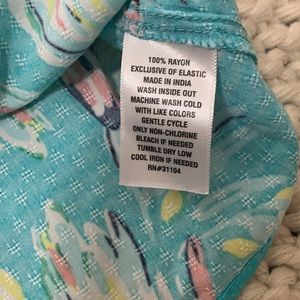 100% RAYON
EXCLUSIVE OF ELASTIC
MADE IN INDIA
WASH INSIDE OUT
MACHINE WASH COLD
WITH LIKE COLORS
GENTLE CYCLE
ONLY NON-CHLORINE
BLEACH IF NEEDED
TUMBLE DRY LOW
COOL IRON IF NEEDED
RN#31104